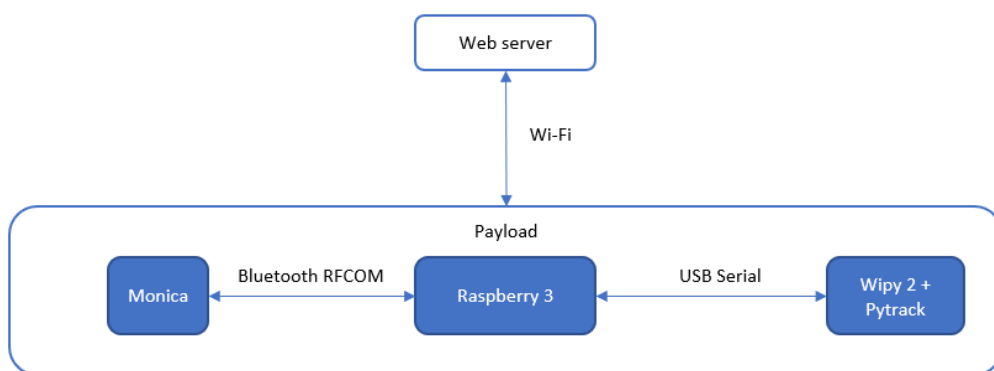 Web server
Wi-Fi
Payload
Monica
Bluetooth RFCOM
Raspberry 3
USB Serial
Wipy 2 +
Pytrack